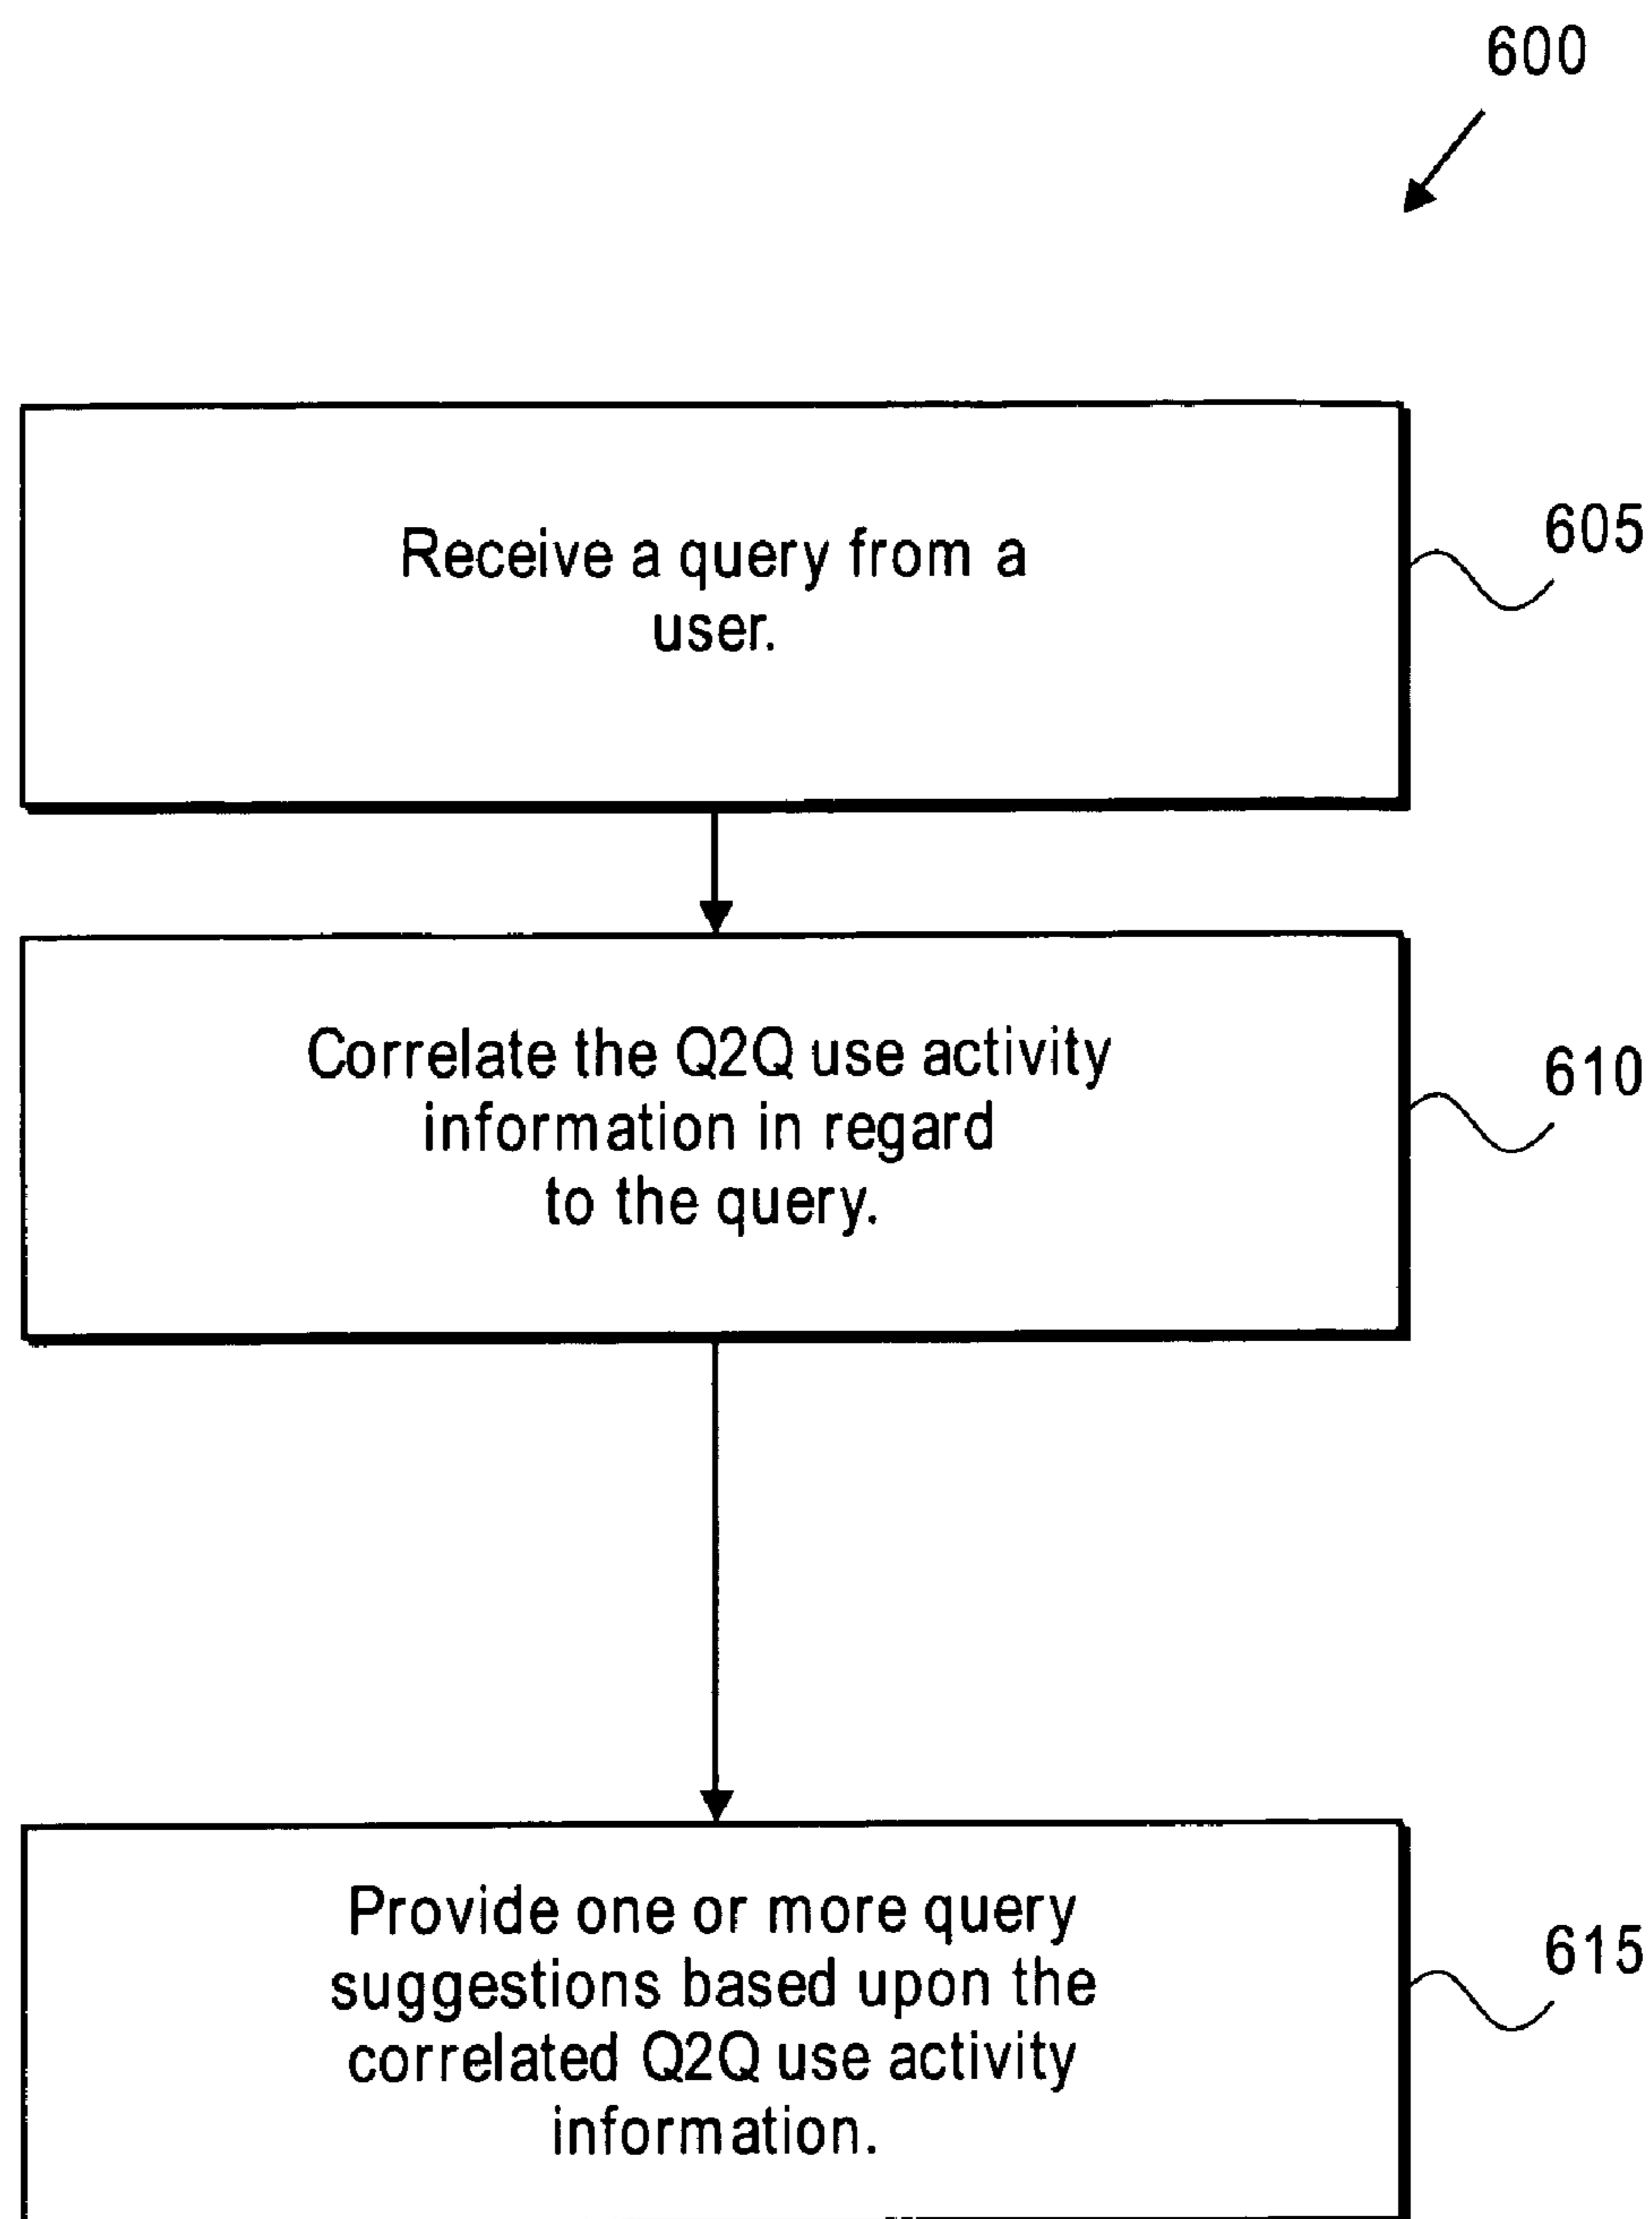 600
Receive a query from a
user.
605
Correlate the Q2Q use activity
information in regard
to the query.
610
Provide one or more query
suggestions based upon the
correlated Q2Q use activity
information.
615